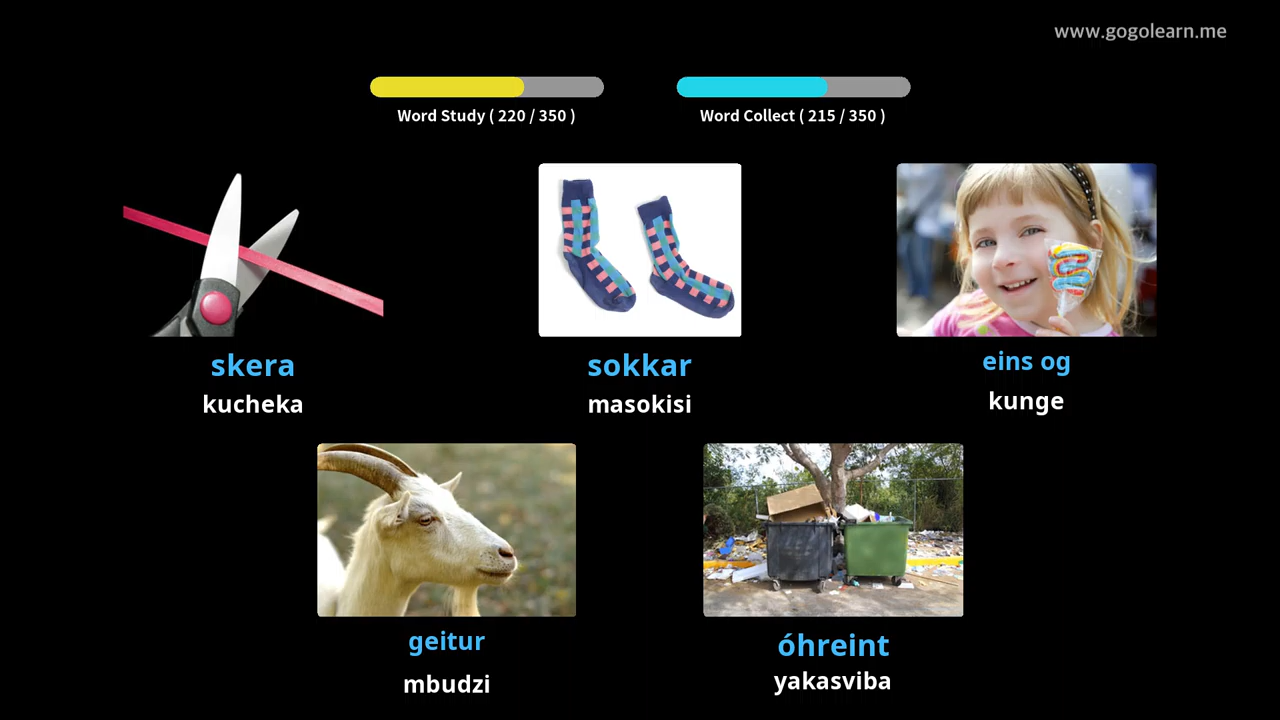 www.gogolearn.me
Word Study ( 220 / 350 )
Word Collect ( 215 / 350 )
skera
kucheka
sokkar
masokisi
eins og
kunge
geitur
mbudzi
óhreint
yakasviba